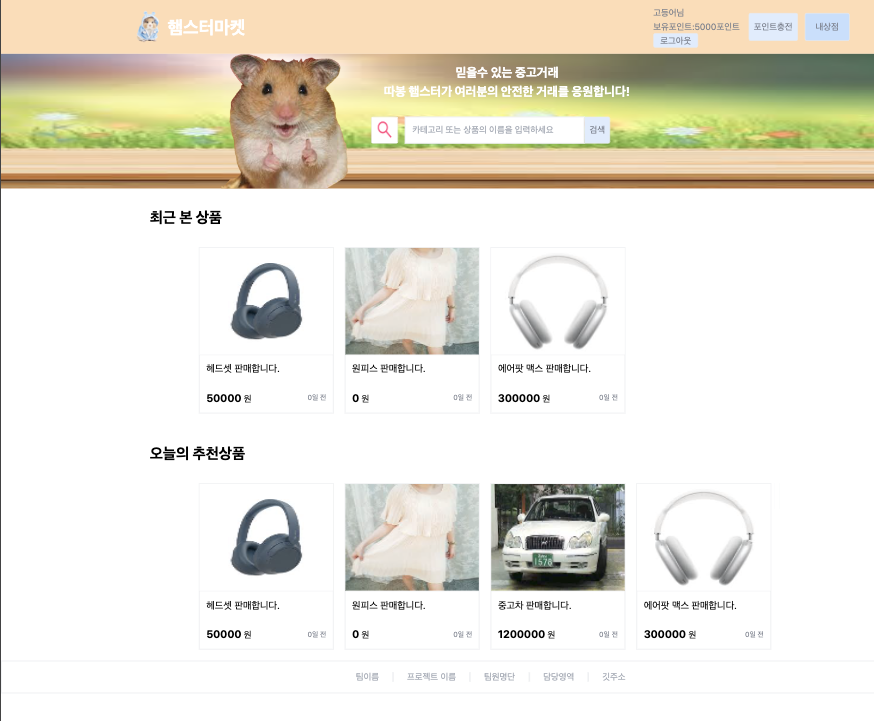 햄스터마켓
고등어님
보유포인트:5000포인트
로그아웃
포인트충전
내상점
믿을수 있는 중고거래
따봉 햄스터가 여러분의 안전한 거래를 응원합니다!
카테고리 또는 상품의 이름을 입력하세요
검색
최근 본 상품
헤드셋 판매합니다.
50000 원
0일 전
원피스 판매합니다.
0 원
0일 전
에어팟 맥스 판매합니다.
300000 원
0일 전
오늘의 추천상품
헤드셋 판매합니다.
50000 원
0일 전
원피스 판매합니다.
0 원
0일 전
1576
중고차 판매합니다.
1200000 원
0일 전
에어팟 맥스 판매합니다.
300000 원
0일 전
팀이름
프로젝트 이름
팀원명단
담당영역
깃주소